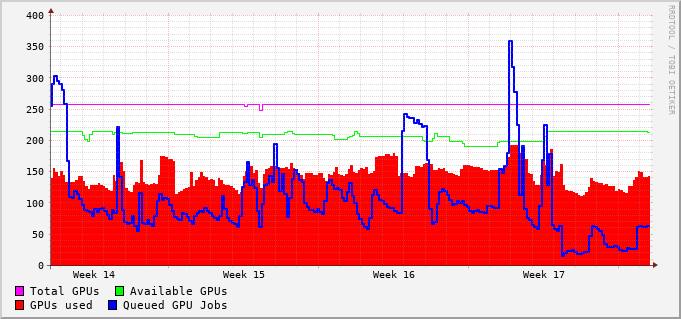 400
350
300
250
200
150
100
50
0
Week 14 Week 15 Week 16 Week 17
Total GPUs Available GPUs
GPUs used Queued GPU Jobs
RRDTOOL / TOBI OETIKER